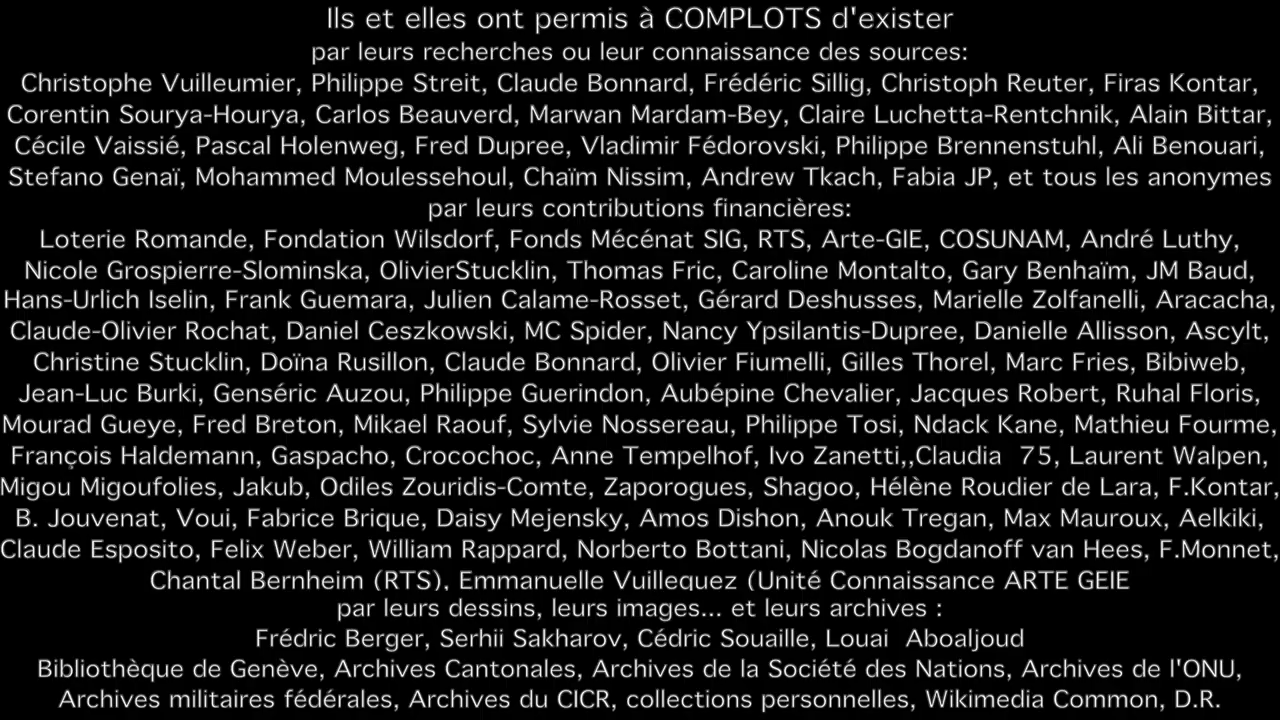 Ils et elles ont permis à COMPLOTS d'exister
par leurs recherches ou leur connaissance des sources:
Christophe Vuilleumier, Philippe Streit, Claude Bonnard, Frédéric Sillig, Christoph Reuter, Firas Kontar,
Corentin Sourya-Hourya, Carlos Beauverd, Marwan Mardam-Bey, Claire Luchetta-Rentchnik, Alain Bittar,
Cécile Vaissié, Pascal Holenweg, Fred Dupree, Vladimir Fédorovski, Philippe Brennenstuhl, Ali Benouari,
Stefano Genaï, Mohammed Moulessehoul, Chaïm Nissim, Andrew Tkach, Fabia JP, et tous les anonymes
par leurs contributions financières:
Loterie Romande, Fondation Wilsdorf, Fonds Mécénat SIG, RTS, Arte-GIE, COSUNAM, André Luthy,
Nicole Grospierre-Slominska, OlivierStucklin, Thomas Fric, Caroline Montalto, Gary Benhaïm, JM Baud,
Hans-Urlich Iselin, Frank Guemara, Julien Calame-Rosset, Gérard Deshusses, Marielle Zolfanelli, Aracacha,
Claude-Olivier Rochat, Daniel Ceszkowski, MC Spider, Nancy Ypsilantis-Dupree, Danielle Allisson, Ascylt,
Christine Stucklin, Doïna Rusillon, Claude Bonnard, Olivier Fiumelli, Gilles Thorel, Marc Fries, Bibiweb,
Jean-Luc Burki, Genséric Auzou, Philippe Guerindon, Aubépine Chevalier, Jacques Robert, Ruhal Floris,
Mourad Gueye, Fred Breton, Mikael Raouf, Sylvie Nossereau, Philippe Tosi, Ndack Kane, Mathieu Fourme,
François Haldemann, Gaspacho, Crocochoc, Anne Tempelhof, Ivo Zanetti,,Claudia  75, Laurent Walpen,
Migou Migoufolies, Jakub, Odiles Zouridis-Comte, Zaporogues, Shagoo, Hélène Roudier de Lara, F.Kontar,
B. Jouvenat, Voui, Fabrice Brique, Daisy Mejensky, Amos Dishon, Anouk Tregan, Max Mauroux, Aelkiki,
Claude Esposito, Felix Weber, William Rappard, Norberto Bottani, Nicolas Bogdanoff van Hees, F.Monnet,
Chantal Bernheim (RTS), Emmanuelle Vuillequez (Unité Connaissance ARTE GEIE
par leurs dessins, leurs images... et leurs archives :
Frédric Berger, Serhii Sakharov, Cédric Souaille, Louai  Aboaljoud
Bibliothèque de Genève, Archives Cantonales, Archives de la Société des Nations, Archives de l'ONU,
Archives militaires fédérales, Archives du CICR, collections personnelles, Wikimedia Common, D.R.